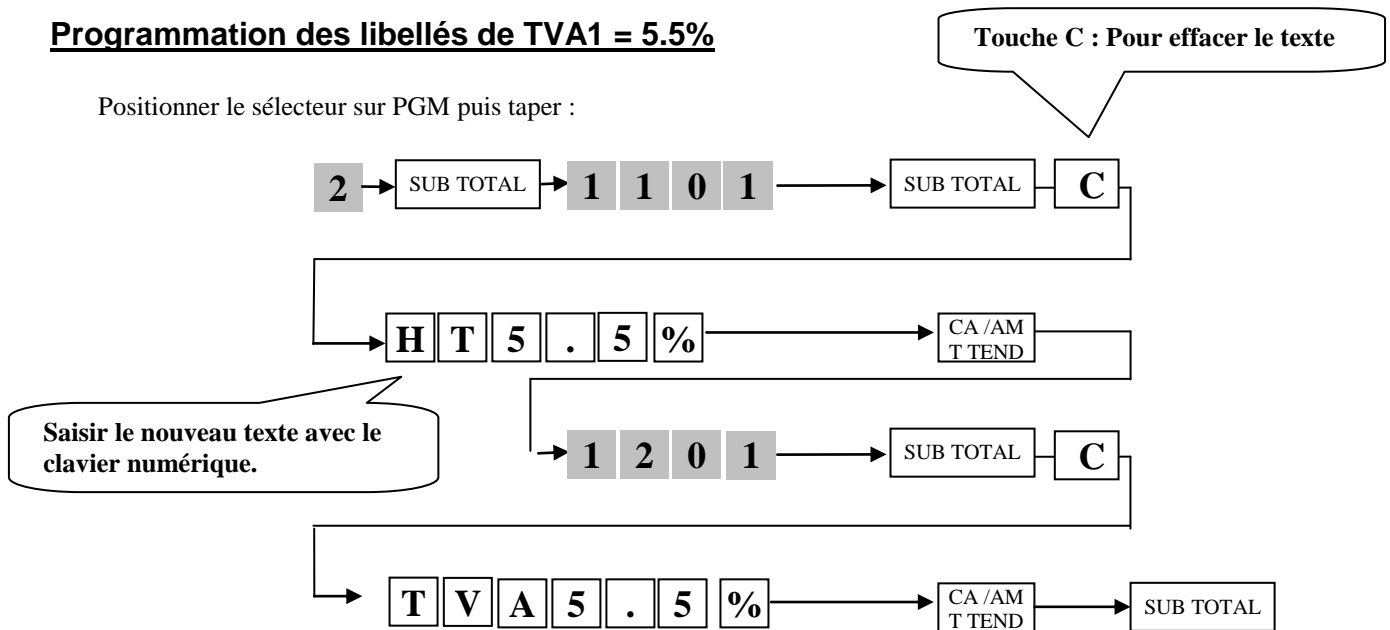 Programmation des libellés de TVA1 = 5.5%
Touche C : Pour effacer le texte
Positionner le sélecteur sur PGM puis taper :
2 SUB TOTAL 1 1 0 1 SUB TOTAL C
H T 5 . 5 % CA /AM
T TEND
Saisir le nouveau texte avec le
clavier numérique.
1 2 0 1 SUB TOTAL C
T V A 5 . 5 % CA /AM
T TEND SUB TOTAL